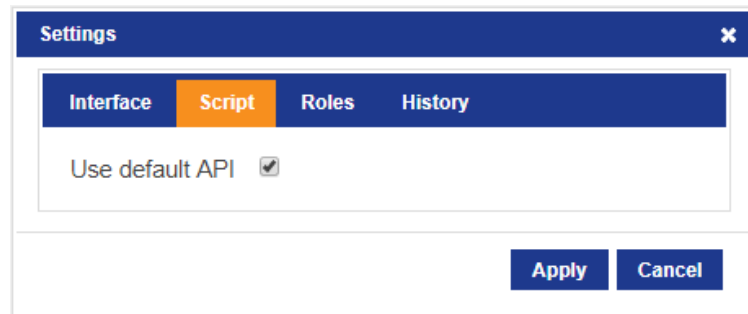 Settings
Interface Script Roles History
Use default API
Apply Cancel